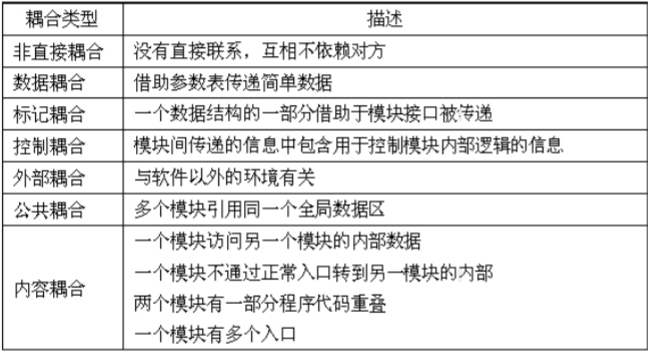 耦合类型 描述
非直接耦合 没有直接联系，互相不依赖对方
数据耦合 借助参数表传递简单数据
标记耦合 一个数据结构的一部分借助于模块接口被传递
控制耦合 模块间传递的信息中包含用于控制模块内部逻辑的信息
外部耦合 与软件以外的环境有关
公共耦合 多个模块引用同一个全局数据区
内容耦合 一个模块访问另一个模块的内部数据
一个模块不通过正常入口转到另一模块的内部
两个模块有一部分程序代码重叠
一个模块有多个入口